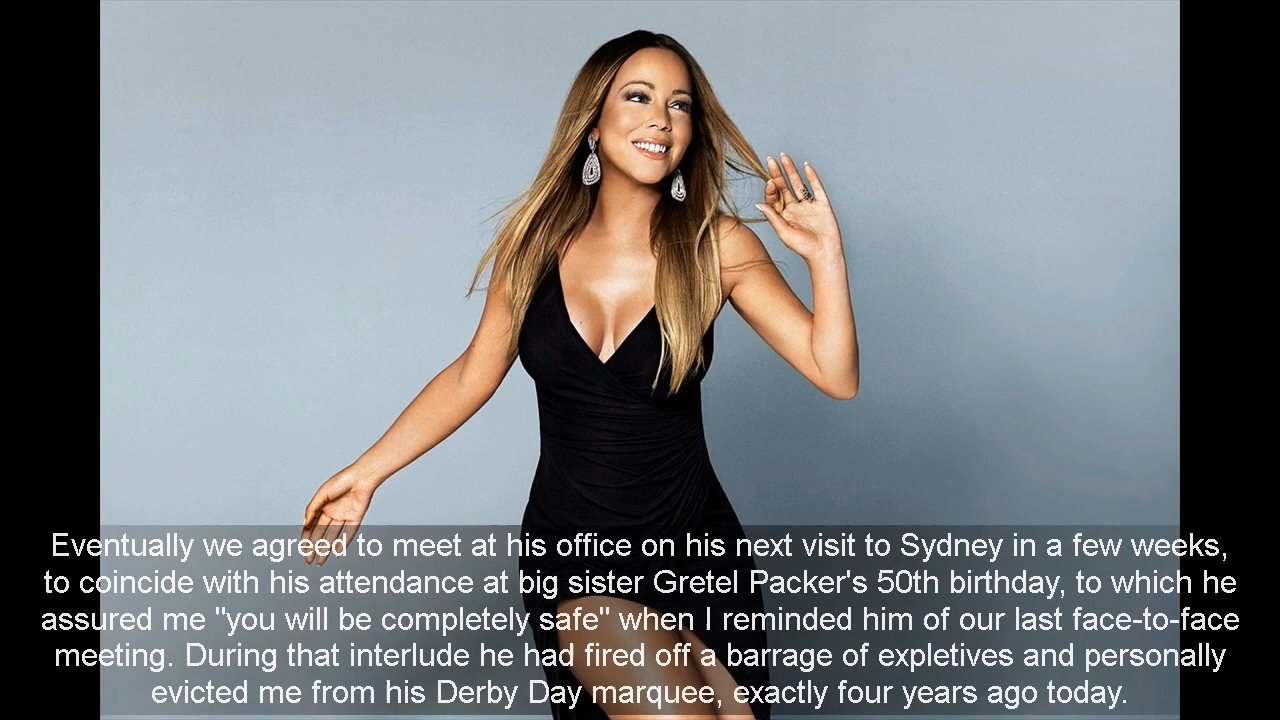 Eventually we agreed to meet at his office on his next visit to Sydney in a few weeks,
to coincide with his attendance at big sister Gretel Packer's 50th birthday, to which he
assured me "you will be completely safe" when I reminded him of our last face-to-face
meeting. During that interlude he had fired off a barrage of expletives and personally
evicted me from his Derby Day marquee, exactly four years ago today.